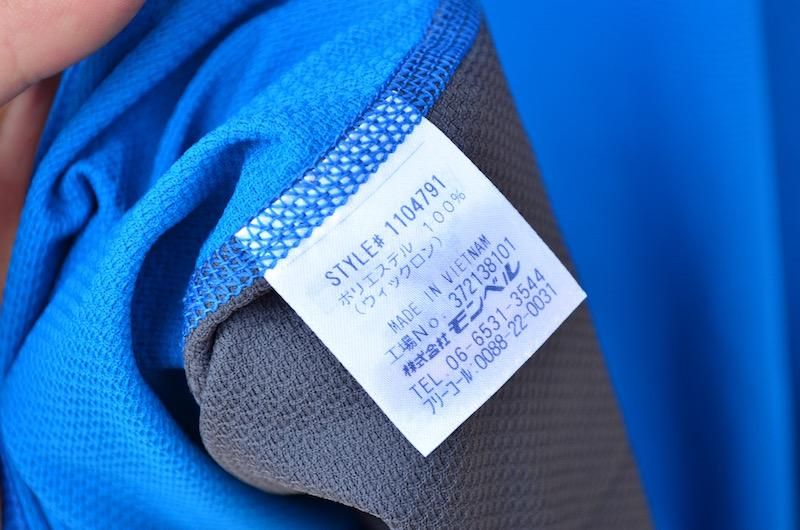 STYLE# 1104791
ポリエステル 100%
(ウィックロン)
MADE IN VIETNAM
工場No. 372138101
株式会社 モンベル
TEL 06-6531-3544
フリーコール:0088-22-0031